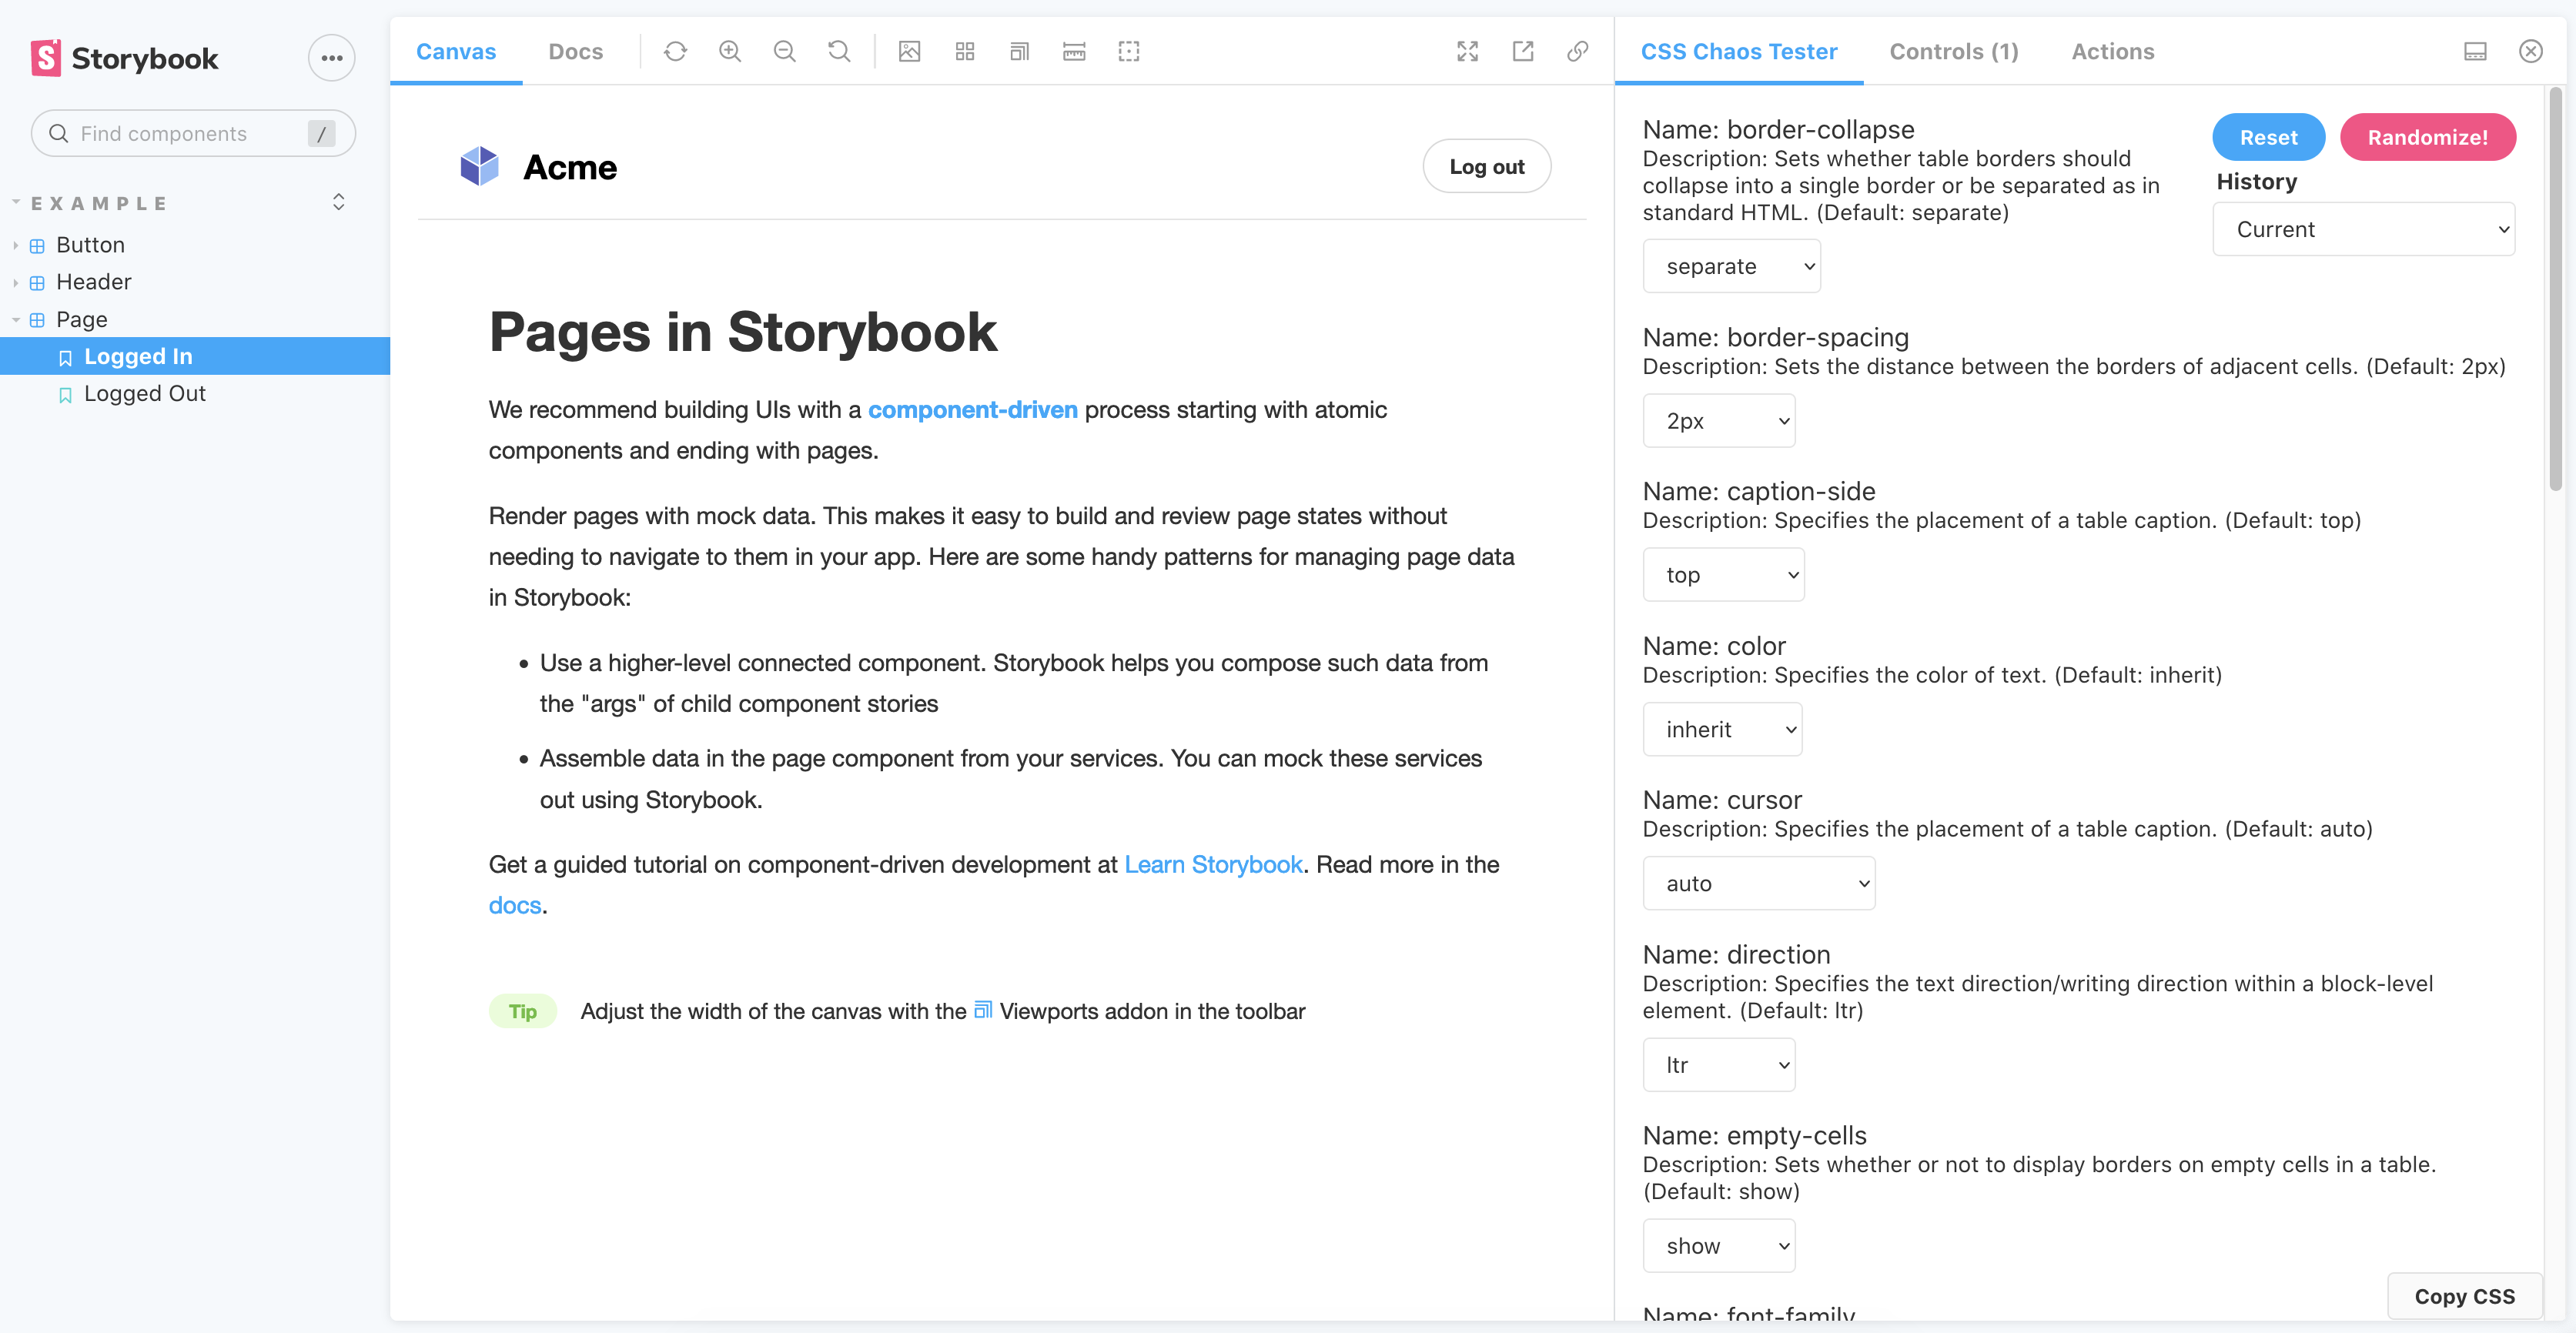 Storybook
Find components
/
EXAMPLE
Button
Header
Page
Logged In
Logged Out
Canvas
Docs
Acme
Log out
Pages in Storybook
We recommend building UIs with a component-driven process starting with atomic
components and ending with pages.
Render pages with mock data. This makes it easy to build and review page states without
needing to navigate to them in your app. Here are some handy patterns for managing page data
in Storybook:
• Use a higher-level connected component. Storybook helps you compose such data from
the "args" of child component stories
• Assemble data in the page component from your services. You can mock these services
out using Storybook.
Get a guided tutorial on component-driven development at Learn Storybook. Read more in the
docs.
Tip
Adjust the width of the canvas with the Viewports addon in the toolbar
CSS Chaos Tester
Controls (1)
Actions
Name: border-collapse
Description: Sets whether table borders should
collapse into a single border or be separated as in
standard HTML. (Default: separate)
separate
Reset
Randomize!
History
Current
Name: border-spacing
Description: Sets the distance between the borders of adjacent cells. (Default: 2px)
2px
Name: caption-side
Description: Specifies the placement of a table caption. (Default: top)
top
Name: color
Description: Specifies the color of text. (Default: inherit)
inherit
Name: cursor
Description: Specifies the placement of a table caption. (Default: auto)
auto
Name: direction
Description: Specifies the text direction/writing direction within a block-level
element. (Default: ltr)
ltr
Name: empty-cells
Description: Sets whether or not to display borders on empty cells in a table.
(Default: show)
show
Name: font-family
Copy CSS